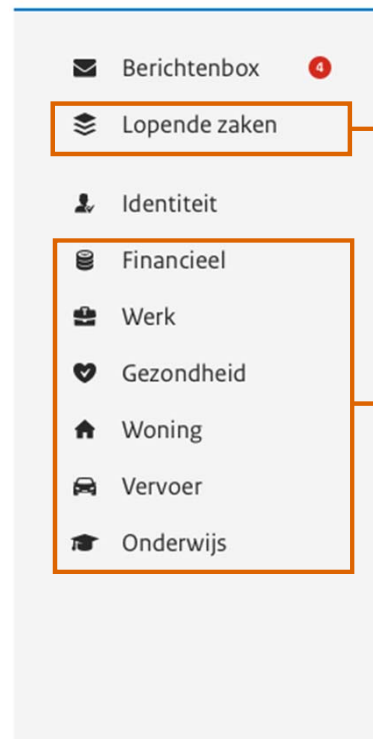 Berichtenbox 4
Lopende zaken
Identiteit
Financieel
Werk
Gezondheid
Woning
Vervoer
Onderwijs